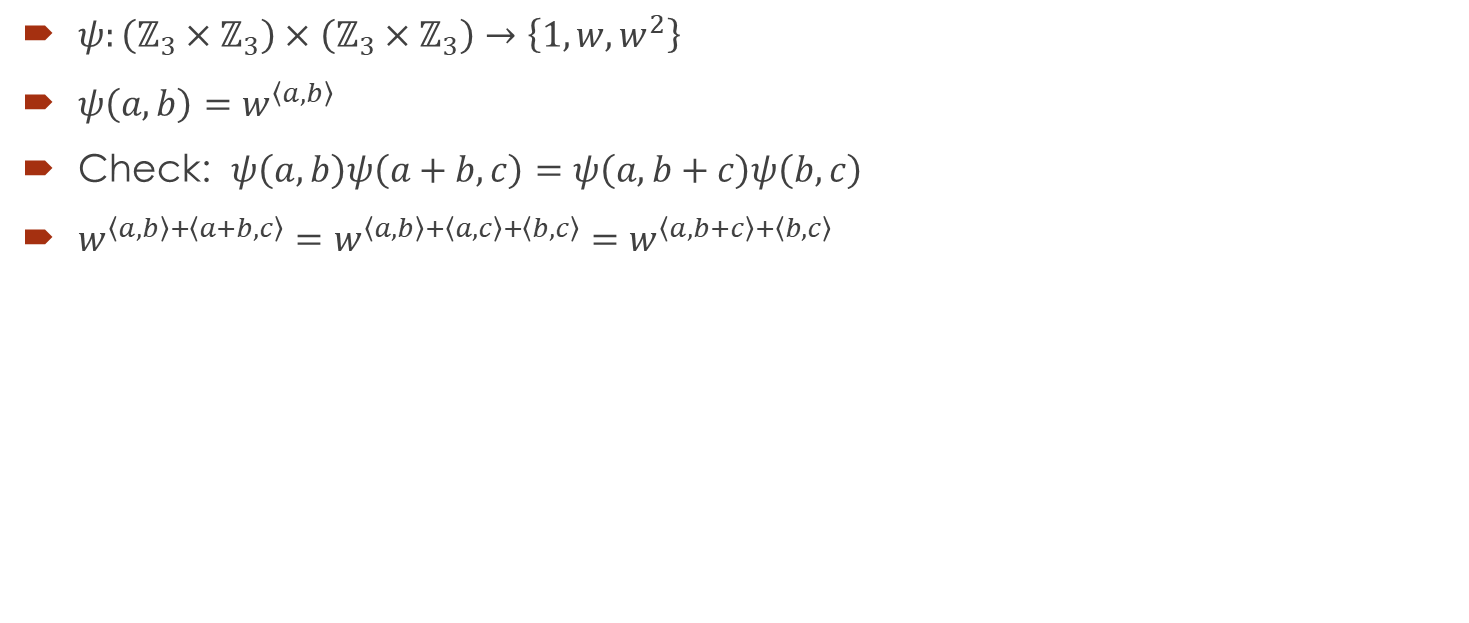 ψ: (ℤ₃ × ℤ₃) × (ℤ₃ × ℤ₃) → {1, w, w²}
ψ(a, b) = w^⟨a,b⟩
Check: ψ(a, b)ψ(a + b, c) = ψ(a, b + c)ψ(b, c)
w^⟨a,b⟩+⟨a+b,c⟩ = w^⟨a,b⟩+⟨a,c⟩+⟨b,c⟩ = w^⟨a,b+c⟩+⟨b,c⟩